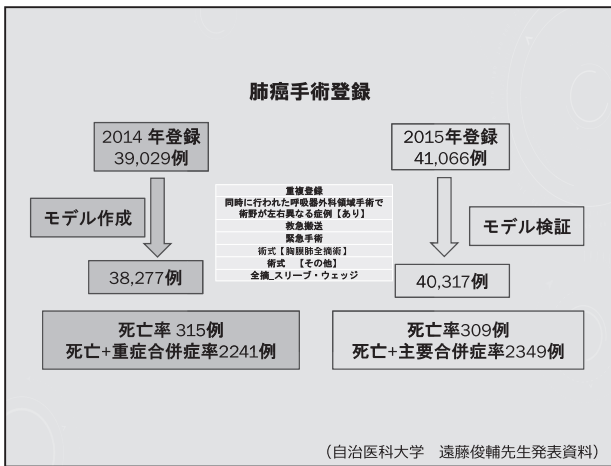 肺癌手術登録
2014 年登録
39,029例
モデル作成
38,277例
死亡率 315例
死亡+重症合併症率2241例
重複登録
同時に行われた呼吸器外科領域手術で
術野が左右異なる症例【あり】
救急搬送
緊急手術
術式【胸膜肺全摘術】
術式 【その他】
全摘_スリーブ・ウェッジ
2015年登録
41,066例
モデル検証
40,317例
死亡率309例
死亡+主要合併症率2349例
(自治医科大学 遠藤俊輔先生発表資料)